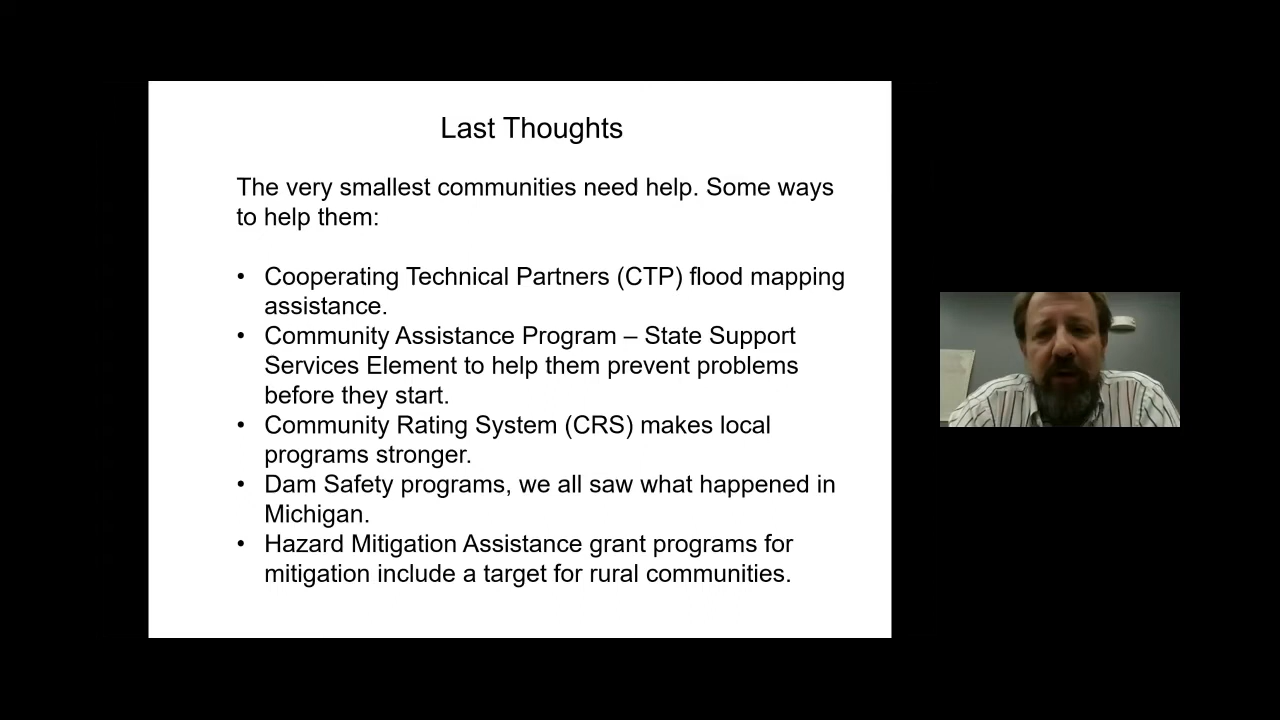 Last Thoughts
The very smallest communities need help. Some ways
to help them:
• Cooperating Technical Partners (CTP) flood mapping
assistance.
• Community Assistance Program – State Support
Services Element to help them prevent problems
before they start.
• Community Rating System (CRS) makes local
programs stronger.
• Dam Safety programs, we all saw what happened in
Michigan.
• Hazard Mitigation Assistance grant programs for
mitigation include a target for rural communities.